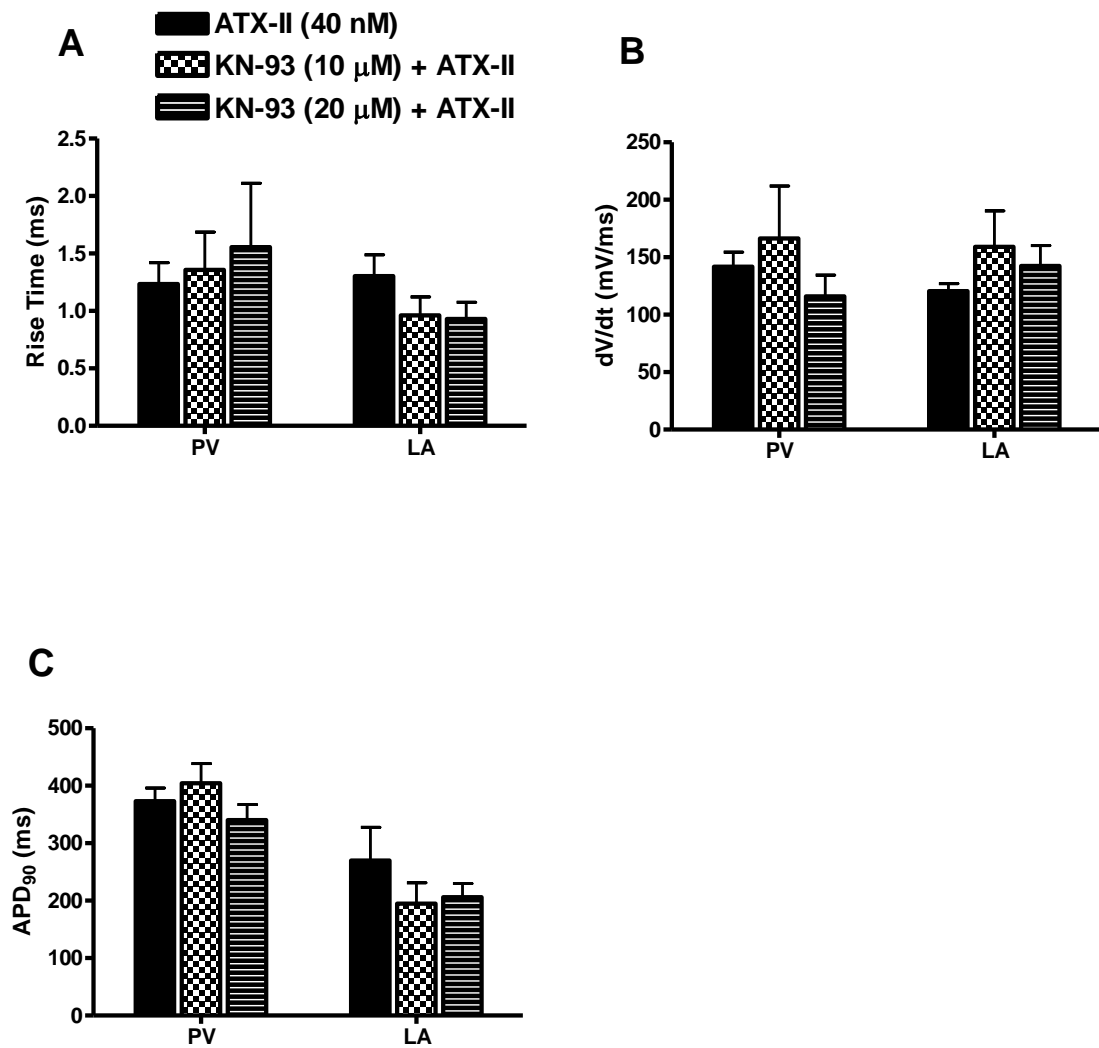 A
ATX-II (40 nM)
KN-93 (10 μM) + ATX-II
KN-93 (20 μM) + ATX-II
Rise Time (ms)
2.5
2.0
1.5
1.0
0.5
0.0
PV LA
B
dV/dt (mV/ms)
250
200
150
100
50
0
PV LA
C
APD90 (ms)
500
400
300
200
100
0
PV LA